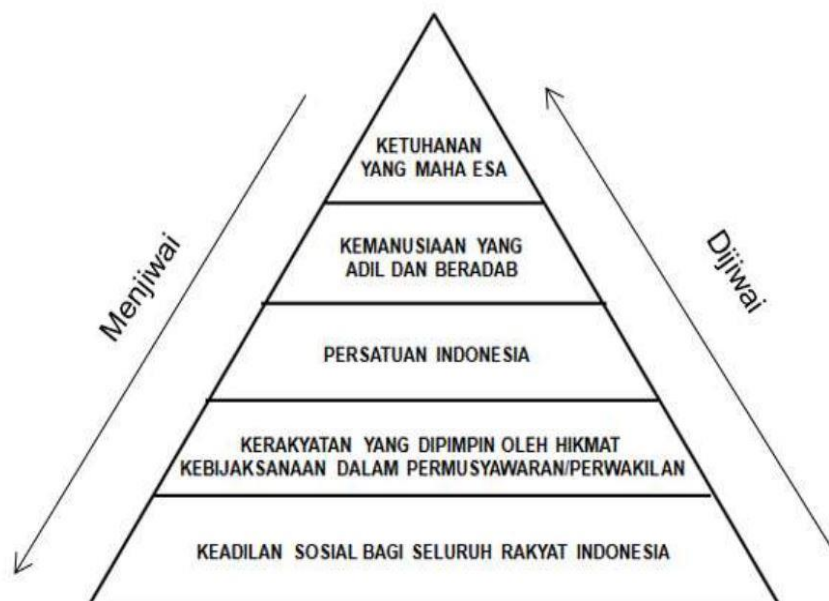 KETUHANAN
YANG MAHA ESA
Menjiwai
Dijiwai
KEMANUSIAAN YANG
ADIL DAN BERADAB
PERSATUAN INDONESIA
KERAKYATAN YANG DIPIMPIN OLEH HIKMAT
KEBIJAKSANAAN DALAM PERMUSYAWARAN/PERWAKILAN
KEADILAN SOSIAL BAGI SELURUH RAKYAT INDONESIA